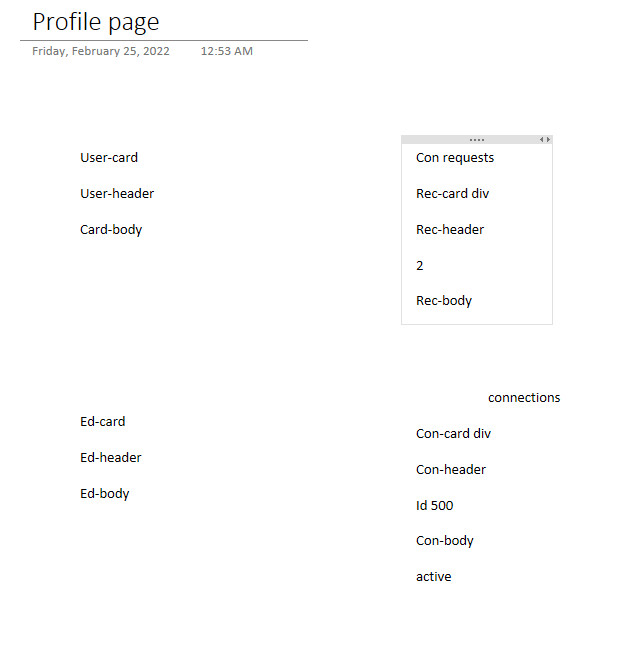 Profile page
Friday, February 25, 2022 12:53 AM
User-card
User-header
Card-body
Con requests
Rec-card div
Rec-header
2
Rec-body
Ed-card
Ed-header
Ed-body
connections
Con-card div
Con-header
Id 500
Con-body
active